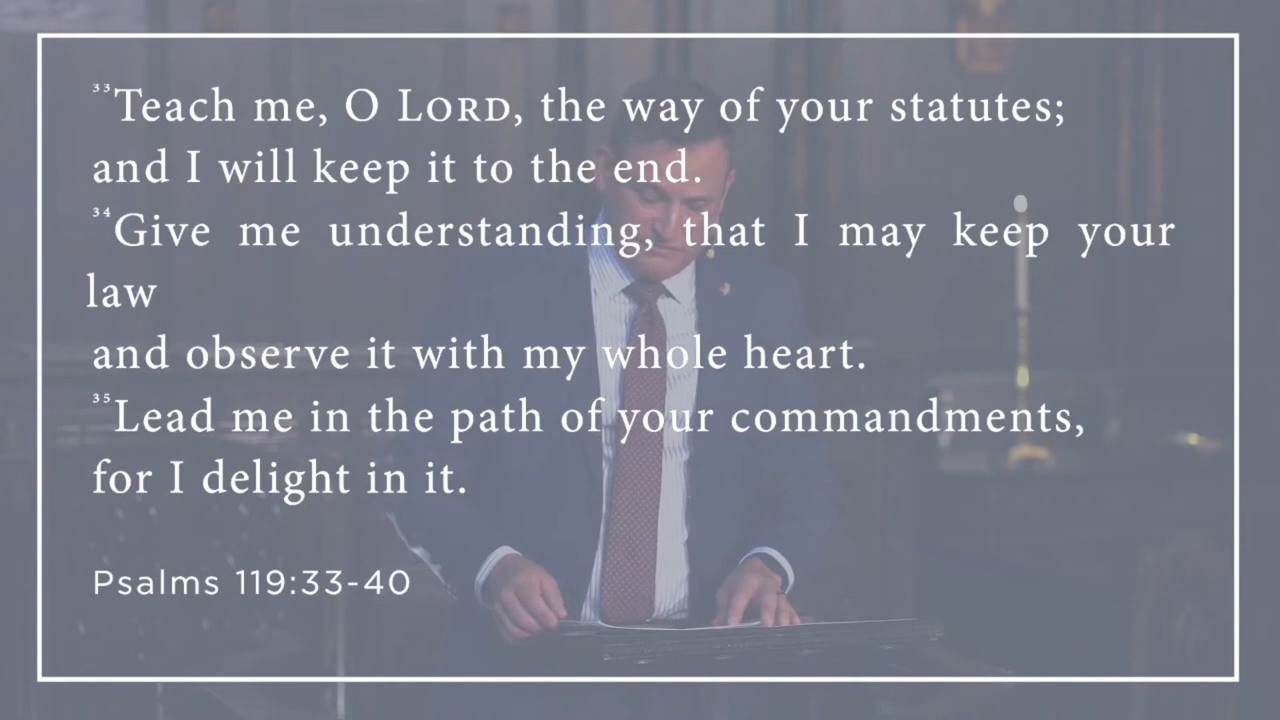 ³³Teach me, O LORD, the way of your statutes;
and I will keep it to the end.
³⁴Give me understanding, that I may keep your
law
and observe it with my whole heart.
³⁵Lead me in the path of your commandments,
for I delight in it.
Psalms 119:33-40